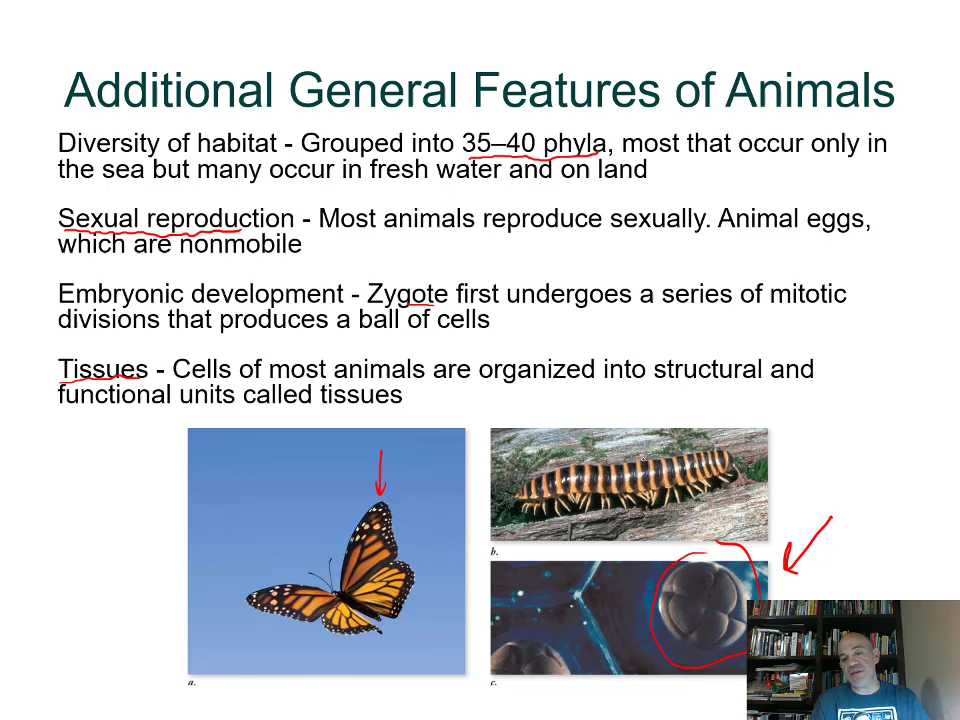 Additional General Features of Animals
Diversity of habitat - Grouped into 35–40 phyla, most that occur only in
the sea but many occur in fresh water and on land
Sexual reproduction - Most animals reproduce sexually. Animal eggs,
which are nonmobile
Embryonic development - Zygote first undergoes a series of mitotic
divisions that produces a ball of cells
Tissues - Cells of most animals are organized into structural and
functional units called tissues
a.
b.
c.